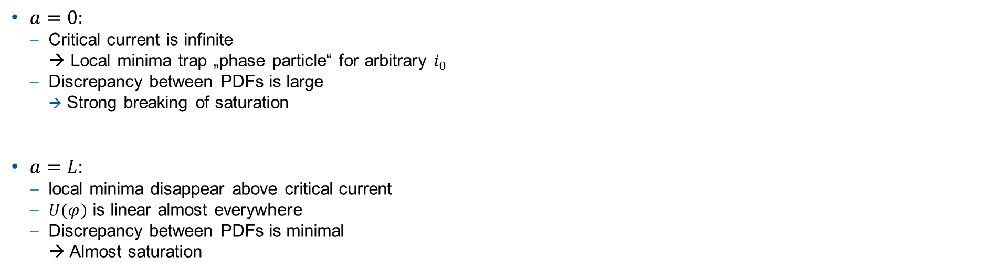 • a = 0:
– Critical current is infinite
→ Local minima trap „phase particle“ for arbitrary i₀
– Discrepancy between PDFs is large
→ Strong breaking of saturation
• a = L:
– local minima disappear above critical current
– U(φ) is linear almost everywhere
– Discrepancy between PDFs is minimal
→ Almost saturation